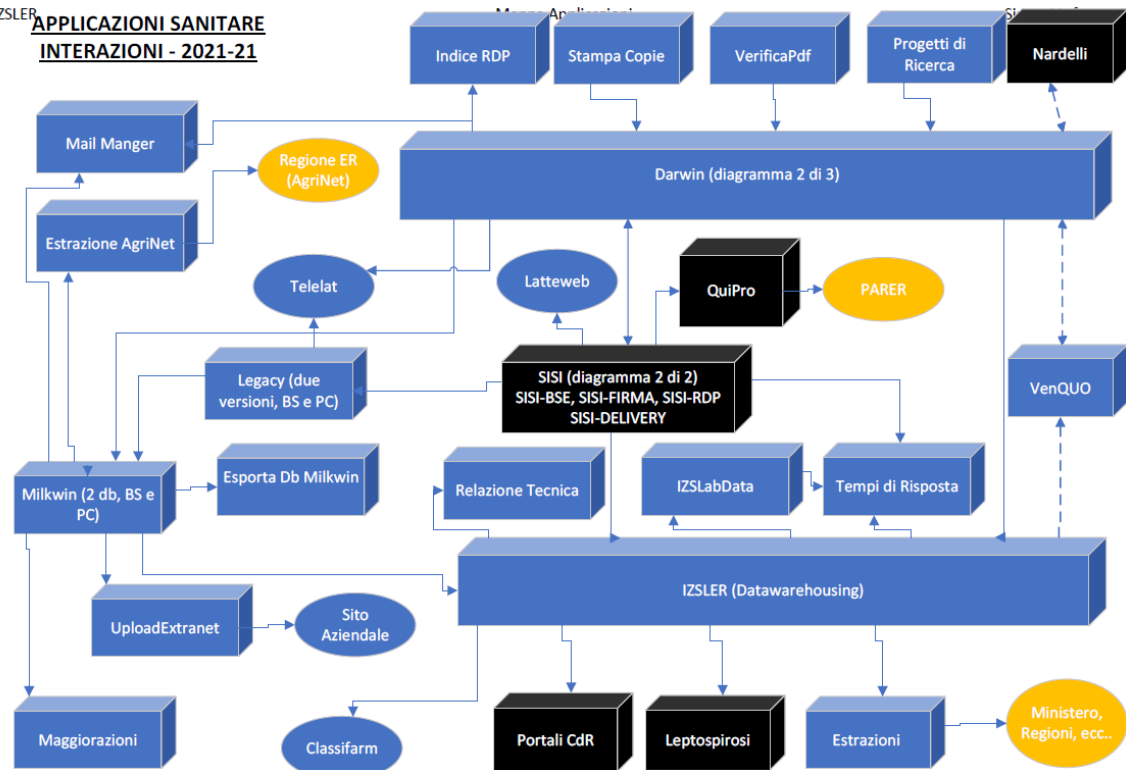 ZSLER
APPLICAZIONI SANITARE
INTERAZIONI - 2021-21
Applicazioni
Indice RDP
Stampa Copie
VerificaPdf
Progetti di
Ricerca
Nardelli
Mail Manger
Regione ER
(AgriNet)
Darwin (diagramma 2 di 3)
Estrazione AgriNet
Telelat
Latteweb
QuiPro
PARER
Legacy (due
versioni, BS e PC)
SISI (diagramma 2 di 2)
SISI-BSE, SISI-FIRMA, SISI-RDP
SISI-DELIVERY
VenQUO
Milkwin (2 db, BS e
PC)
Esporta Db Milkwin
Relazione Tecnica
IZSLabData
Tempi di Risposta
IZSLER (Datawarehousing)
UploadExtranet
Sito
Aziendale
Maggiorazioni
Classifarm
Portali CdR
Leptospirosi
Estrazioni
Ministero,
Regioni, ecc..